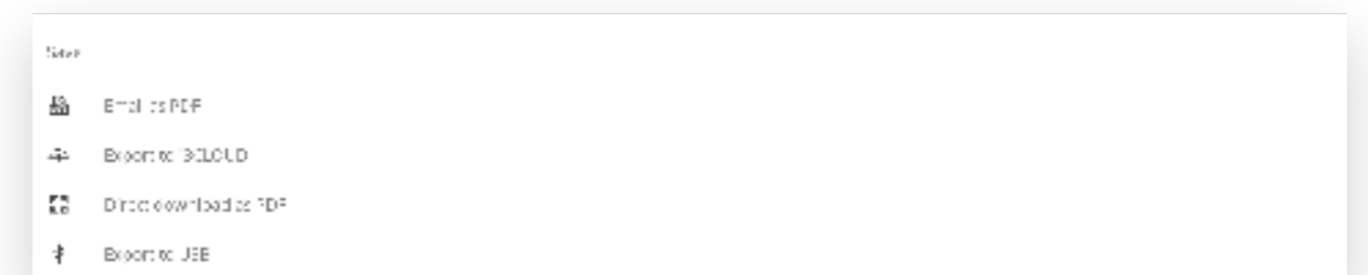 Save
Email as PDF
Export to
Direct download as PDF
Export to USB